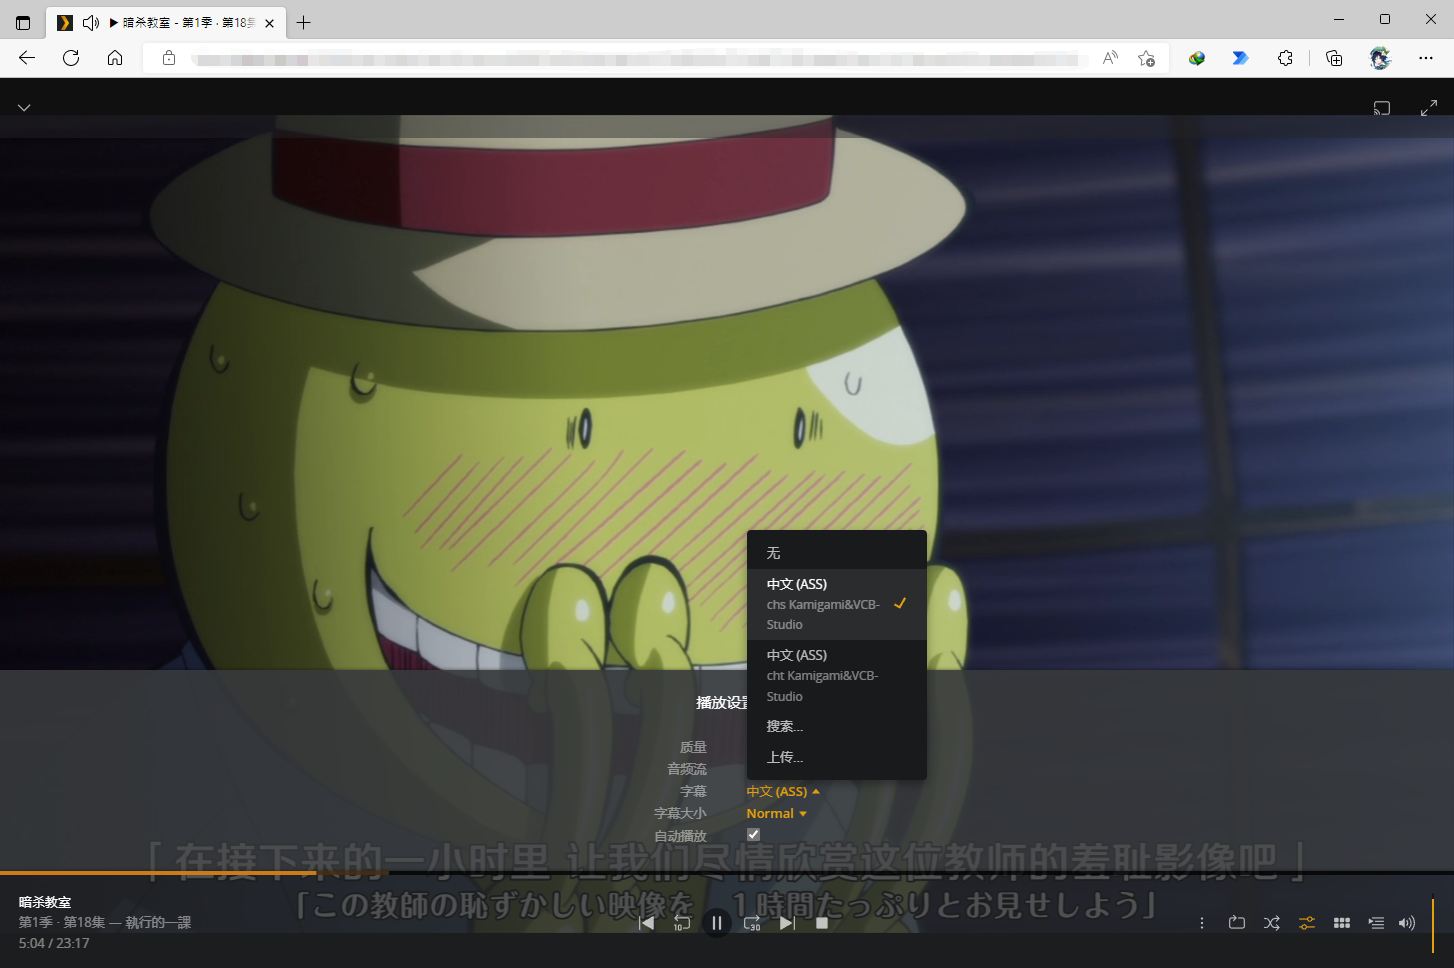 暗杀教室 - 第1季 · 第18集
无
中文 (ASS)
chs Kamigami&VCB-
Studio
中文 (ASS)
cht Kamigami&VCB-
Studio
搜索...
上传...
播放设置
质量
音频流
字幕
中文 (ASS)
字幕大小
Normal
自动播放
「在接下来的一小时里 让我们尽情欣赏这位教师的羞耻影像吧」
「この教師の恥ずかしい映像を 1時間たっぷりとお見せしよう」
暗杀教室
第1季 · 第18集 — 執行的一課
5:04 / 23:17
10
30